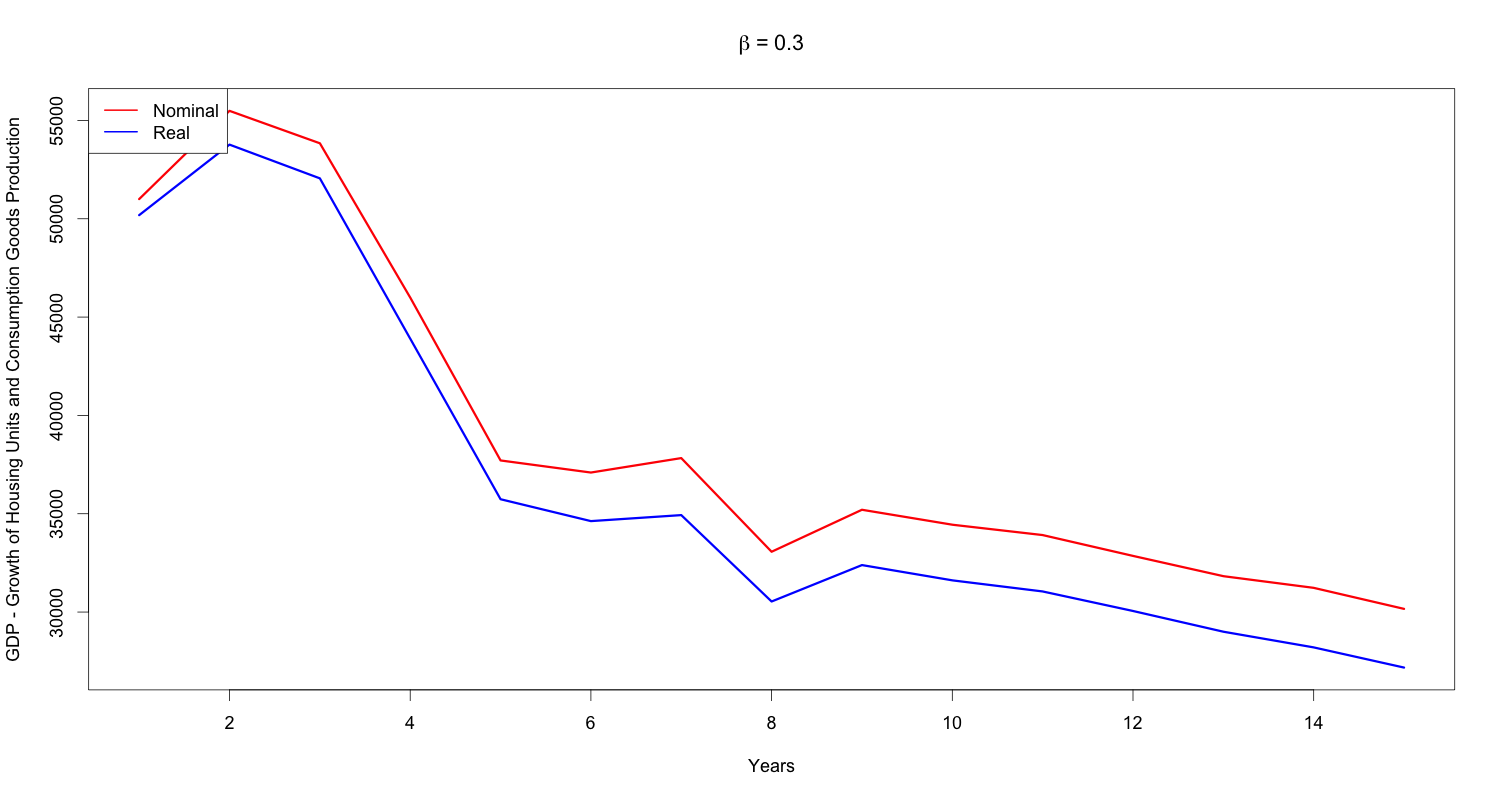 β = 0.3
Nominal
Real
GDP - Growth of Housing Units and Consumption Goods Production
55000
50000
45000
40000
35000
30000
2 4 6 8 10 12 14
Years